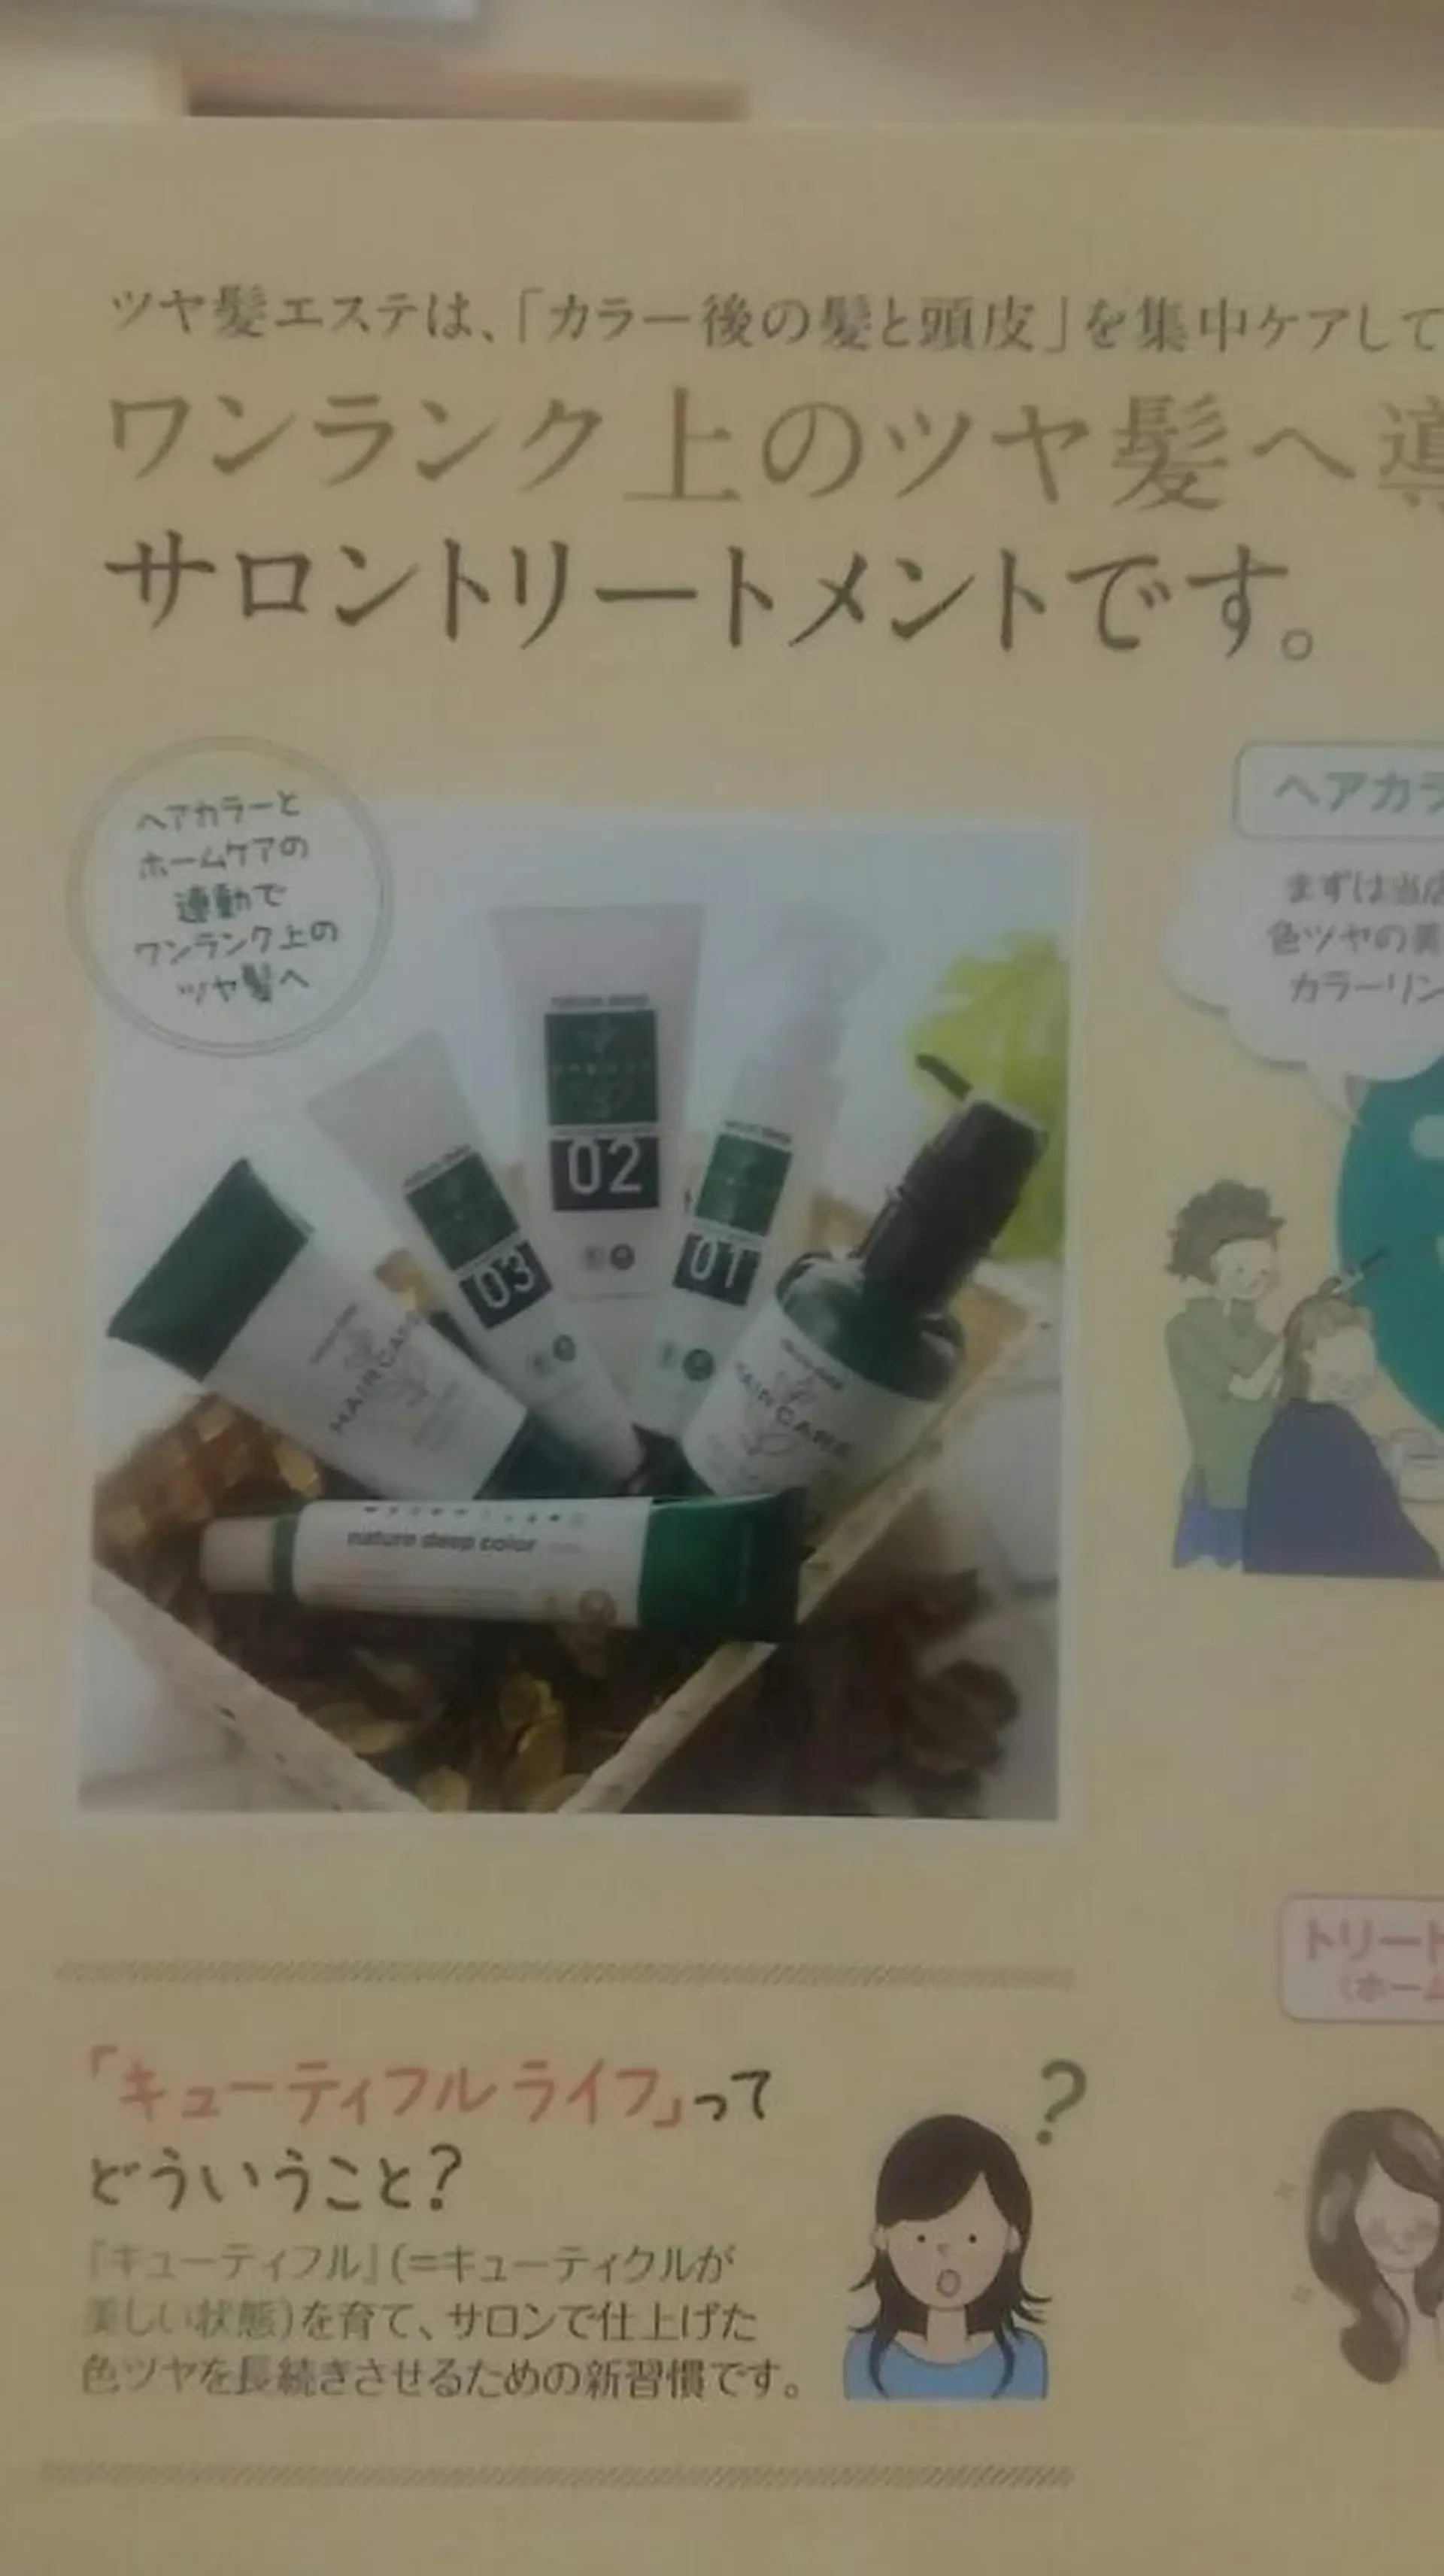 ツヤ髪エステは、「カラー後の髪と頭皮」を集中ケアして
ワンランク上のツヤ髪へ導
サロントリートメントです。
ヘアカラーと
ホームケアの
連動で
ワンランク上の
ツヤ髪へ
02
03
01
HAIR CARE
HAIR CARE
nature deep color
ヘアカラ
まずは当店
色ツヤの美
カラーリン
トリート
(ホーム
「キューティフル ライフ」って
どういうこと?
?
「キューティフル」(=キューティクルが
美しい状態)を育て、サロンで仕上げた
色ツヤを長続きさせるための新習慣です。